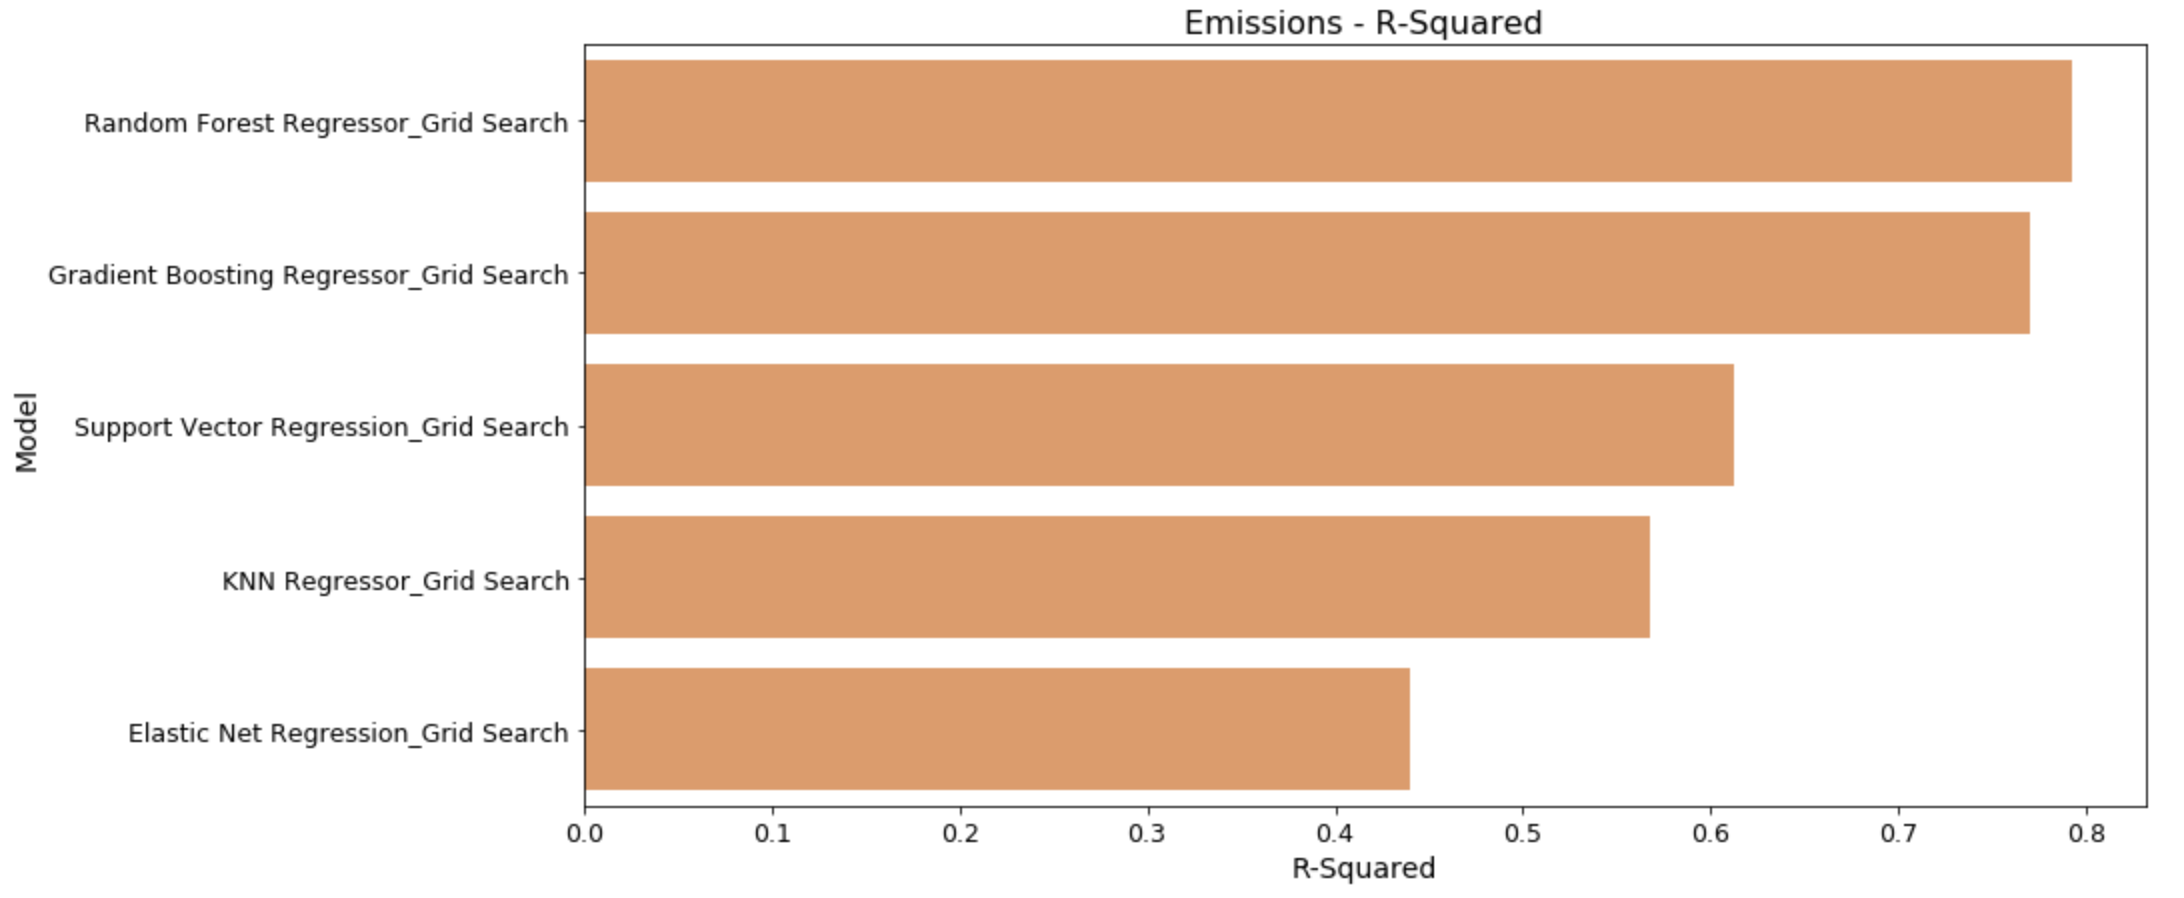 Emissions - R-Squared
Random Forest Regressor_Grid Search
Gradient Boosting Regressor_Grid Search
Support Vector Regression_Grid Search
KNN Regressor_Grid Search
Elastic Net Regression_Grid Search
Model
0.0 0.1 0.2 0.3 0.4 0.5 0.6 0.7 0.8
R-Squared